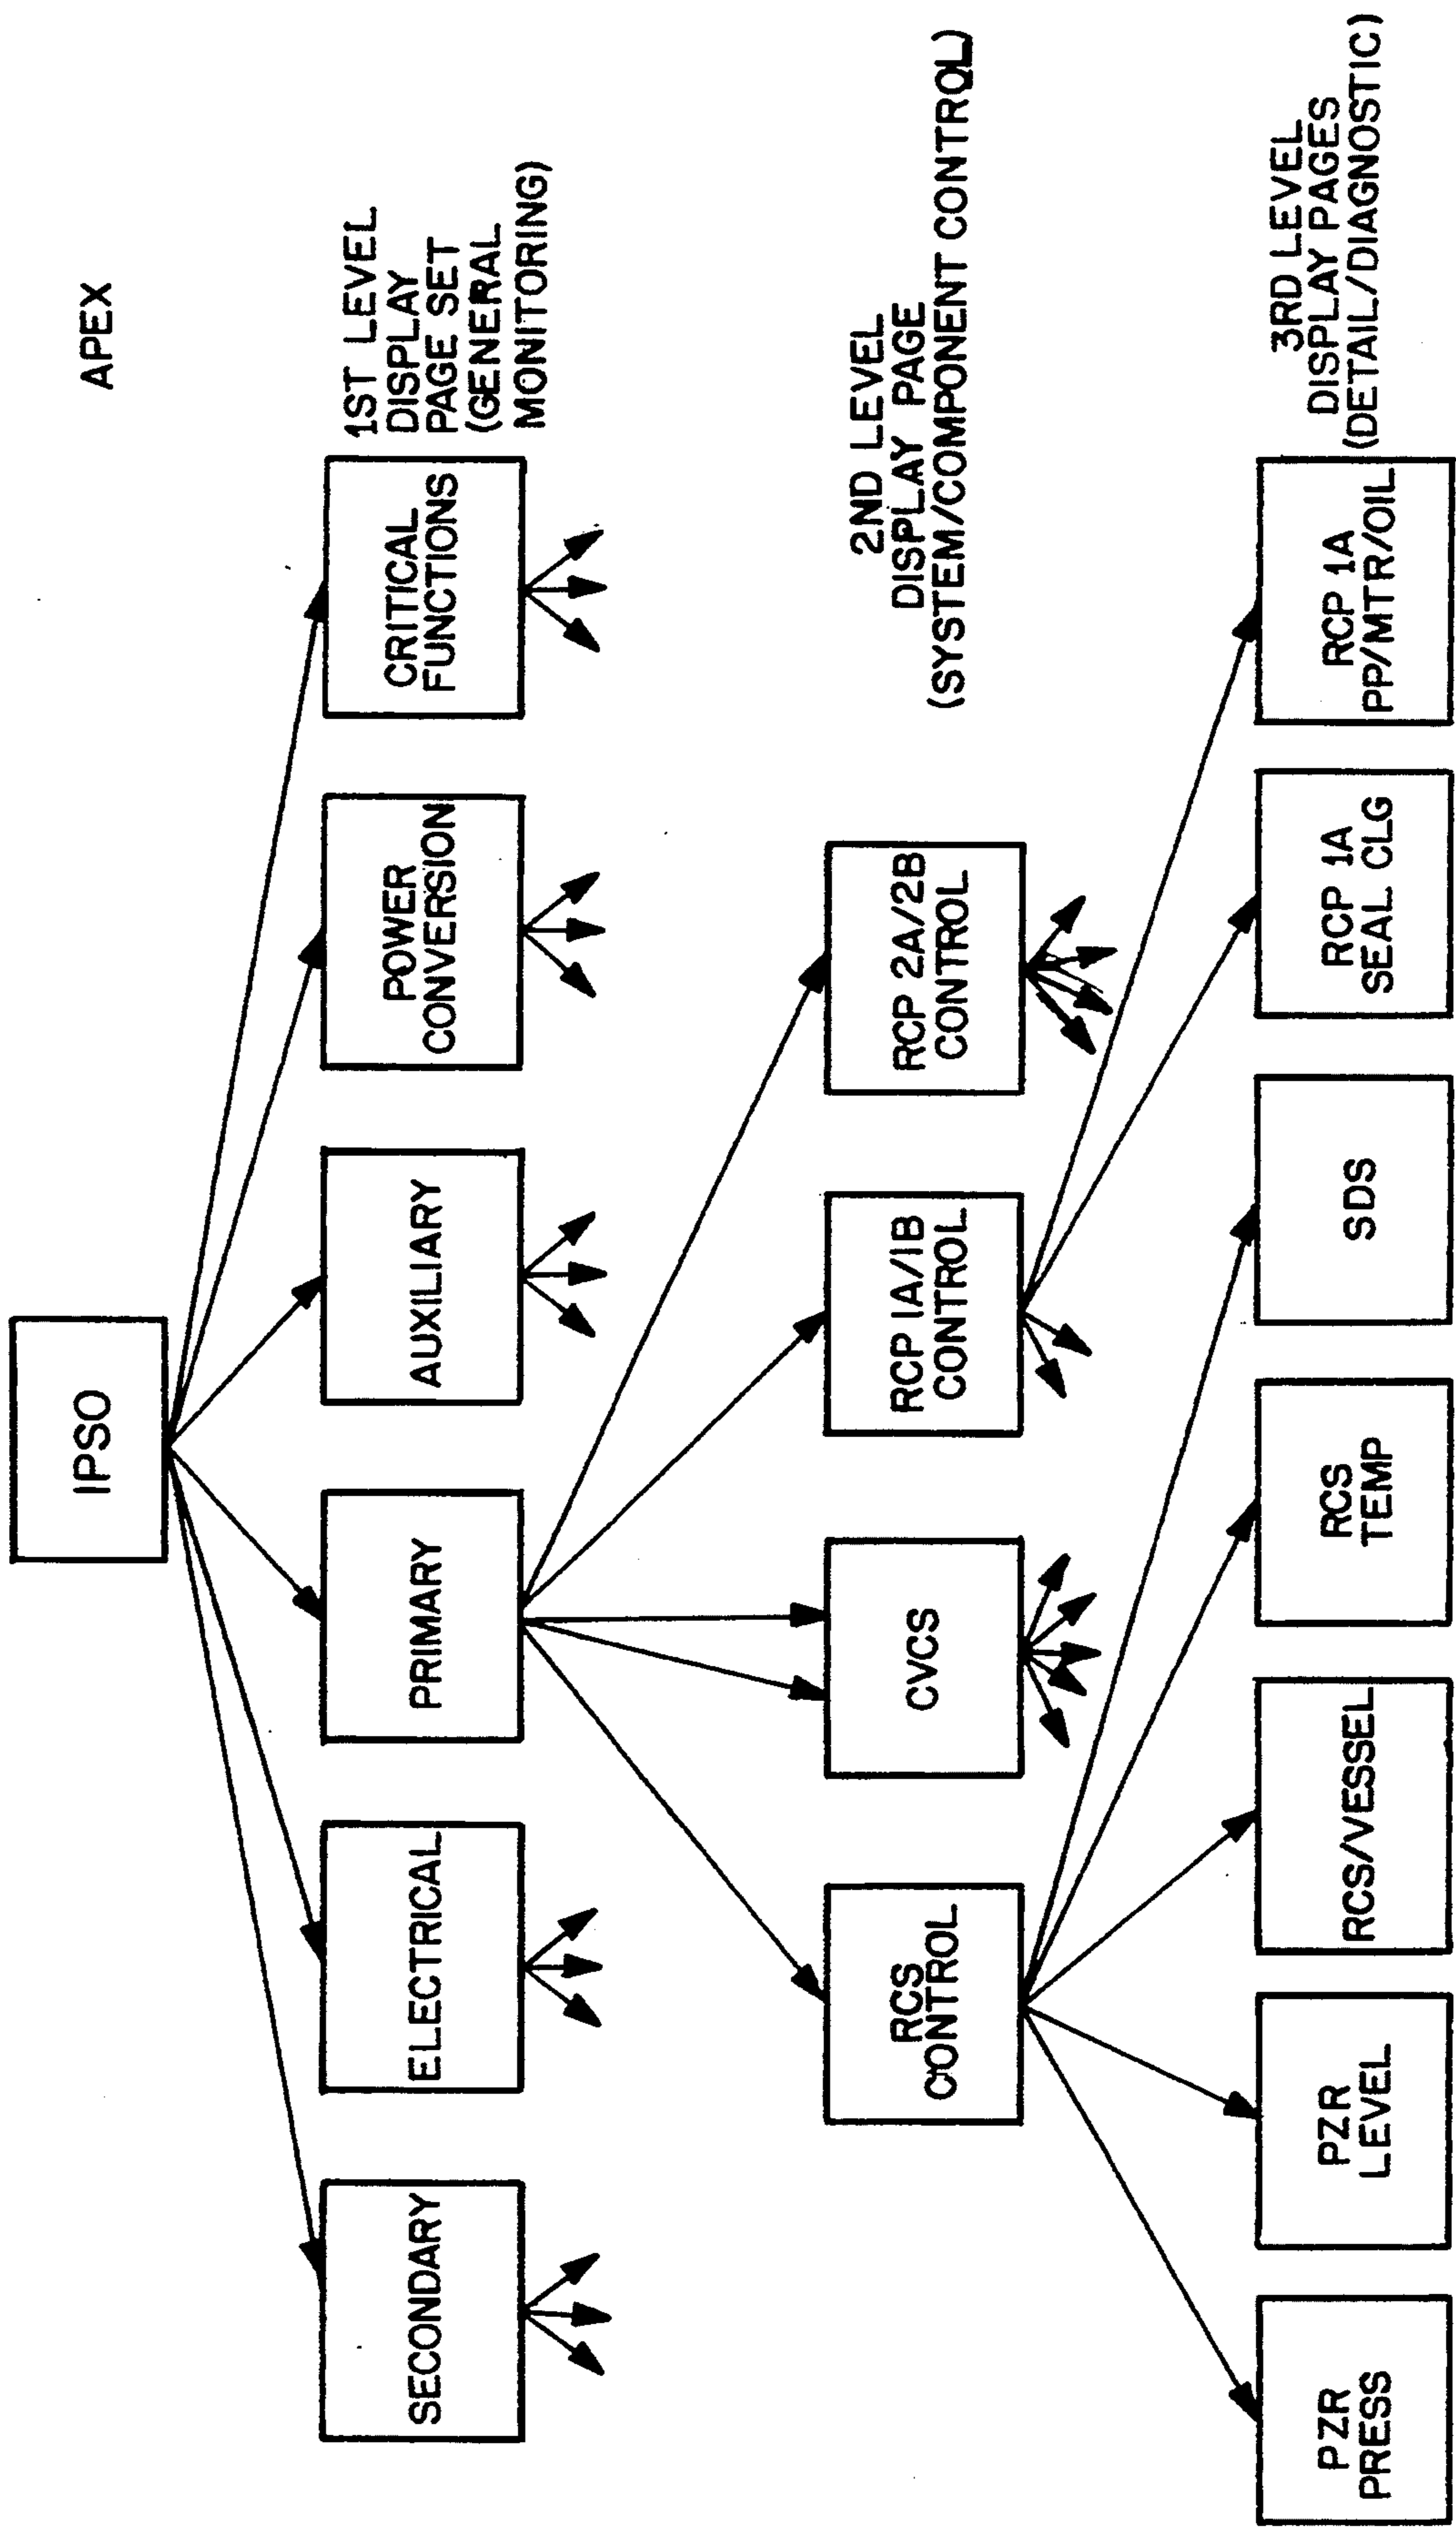 IPSO
APEX
SECONDARY
ELECTRICAL
PRIMARY
AUXILIARY
POWER
CONVERSION
CRITICAL
FUNCTIONS
1ST LEVEL
DISPLAY
PAGE SET
(GENERAL
MONITORING)
RCS
CONTROL
CVCS
RCP 1A/1B
CONTROL
RCP 2A/2B
CONTROL
2ND LEVEL
DISPLAY PAGE
(SYSTEM/COMPONENT CONTROL)
PZR
PRESS
PZR
LEVEL
RCS/VESSEL
RCS
TEMP
SDS
RCP 1A
SEAL CLG
RCP 1A
PP/MTR/OIL
3RD LEVEL
DISPLAY PAGES
(DETAIL/DIAGNOSTIC)